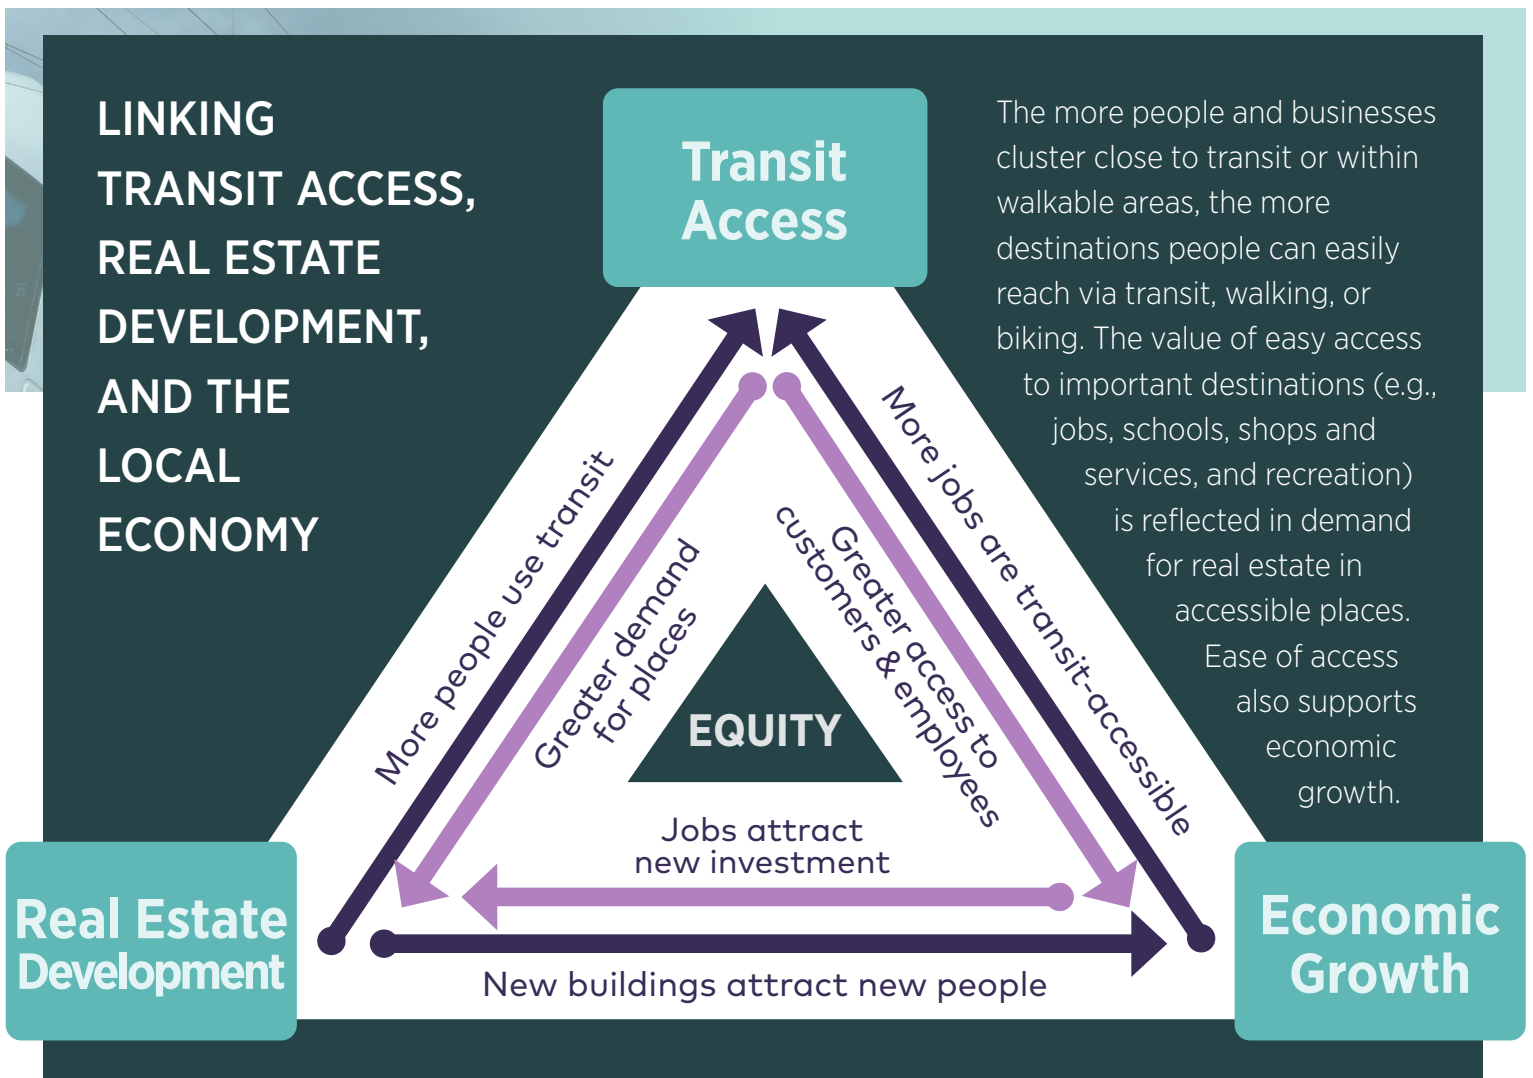 LINKING
TRANSIT ACCESS,
REAL ESTATE
DEVELOPMENT,
AND THE
LOCAL
ECONOMY
Transit
Access
The more people and businesses
cluster close to transit or within
walkable areas, the more
destinations people can easily
reach via transit, walking, or
biking. The value of easy access
to important destinations (e.g.,
jobs, schools, shops and
services, and recreation)
is reflected in demand
for real estate in
accessible places.
Ease of access
also supports
economic
growth.
More people use transit
Greater demand
for places
Greater access to
customers & employees
More jobs are transit-accessible
EQUITY
Jobs attract
new investment
New buildings attract new people
Real Estate
Development
Economic
Growth